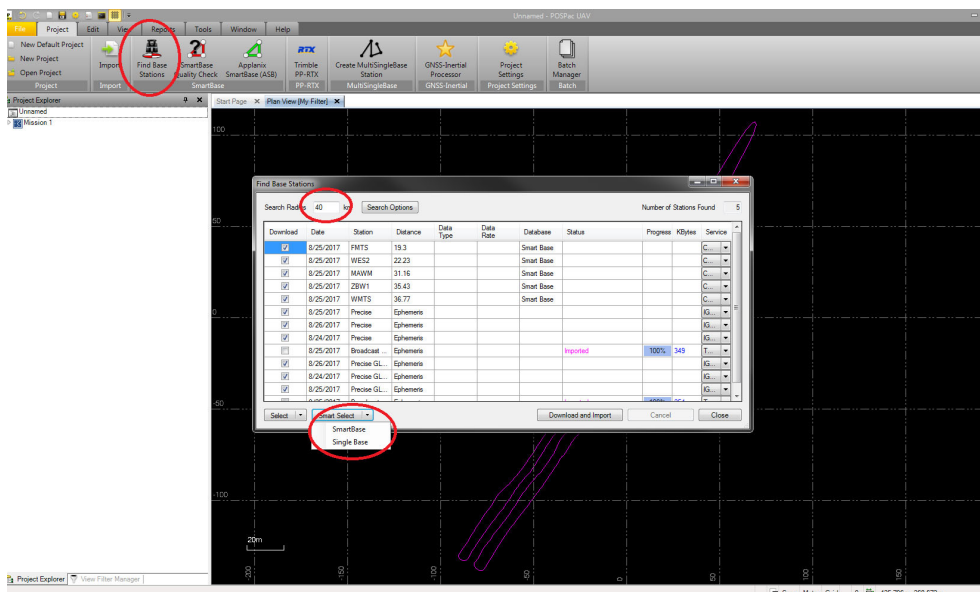 Unnamed - POSPac UAV
File Project Edit View Reports Tools Window Help
New Default Project
New Project
Open Project
Import
Find Base Stations
SmartBase Quality Check
Applanix SmartBase (ASB)
RTX
Trimble PP-RTX
Create MultiSingleBase Station
GNSS-Inertial Processor
Project Settings
Batch Manager
Project Import SmartBase PP-RTX MultiSingleBase GNSS-Inertial Project Settings Batch
Project Explorer
Start Page Plan View [My Filter]
Unnamed
Mission 1
100
Find Base Stations
Search Radius 40 km Search Options Number of Stations Found 5
50
Download Date Station Distance Data Type Data Rate Database Status Progress KBytes Service
8/25/2017 FMTS 19.3 Smart Base C...
8/25/2017 WES2 22.23 Smart Base C...
8/25/2017 MAWM 31.16 Smart Base C...
8/25/2017 ZBW1 35.43 Smart Base C...
8/25/2017 WMTS 36.77 Smart Base C...
0
8/25/2017 Precise Ephemeris IG...
8/26/2017 Precise Ephemeris IG...
8/24/2017 Precise Ephemeris IG...
8/25/2017 Broadcast ... Ephemeris Imported 100% 349 T...
8/26/2017 Precise GL... Ephemeris IG...
8/24/2017 Precise GL... Ephemeris IG...
8/25/2017 Precise GL... Ephemeris IG...
-50
Select Smart Select Download and Import Cancel Close
SmartBase
Single Base
-100
20m
-200 -150 -100 -50 0 50 100 150
Project Explorer View Filter Manager